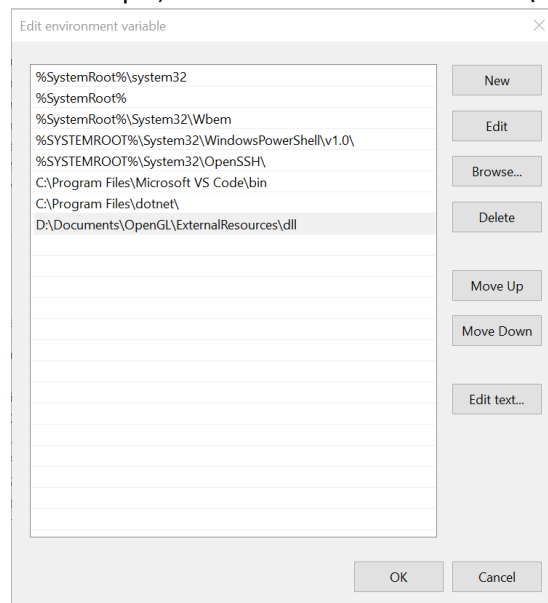 Edit environment variable
%SystemRoot%\system32
%SystemRoot%
%SystemRoot%\System32\Wbem
%SYSTEMROOT%\System32\WindowsPowerShell\v1.0\
%SYSTEMROOT%\System32\OpenSSH\
C:\Program Files\Microsoft VS Code\bin
C:\Program Files\dotnet\
D:\Documents\OpenGL\ExternalResources\dll
New
Edit
Browse...
Delete
Move Up
Move Down
Edit text...
OK
Cancel